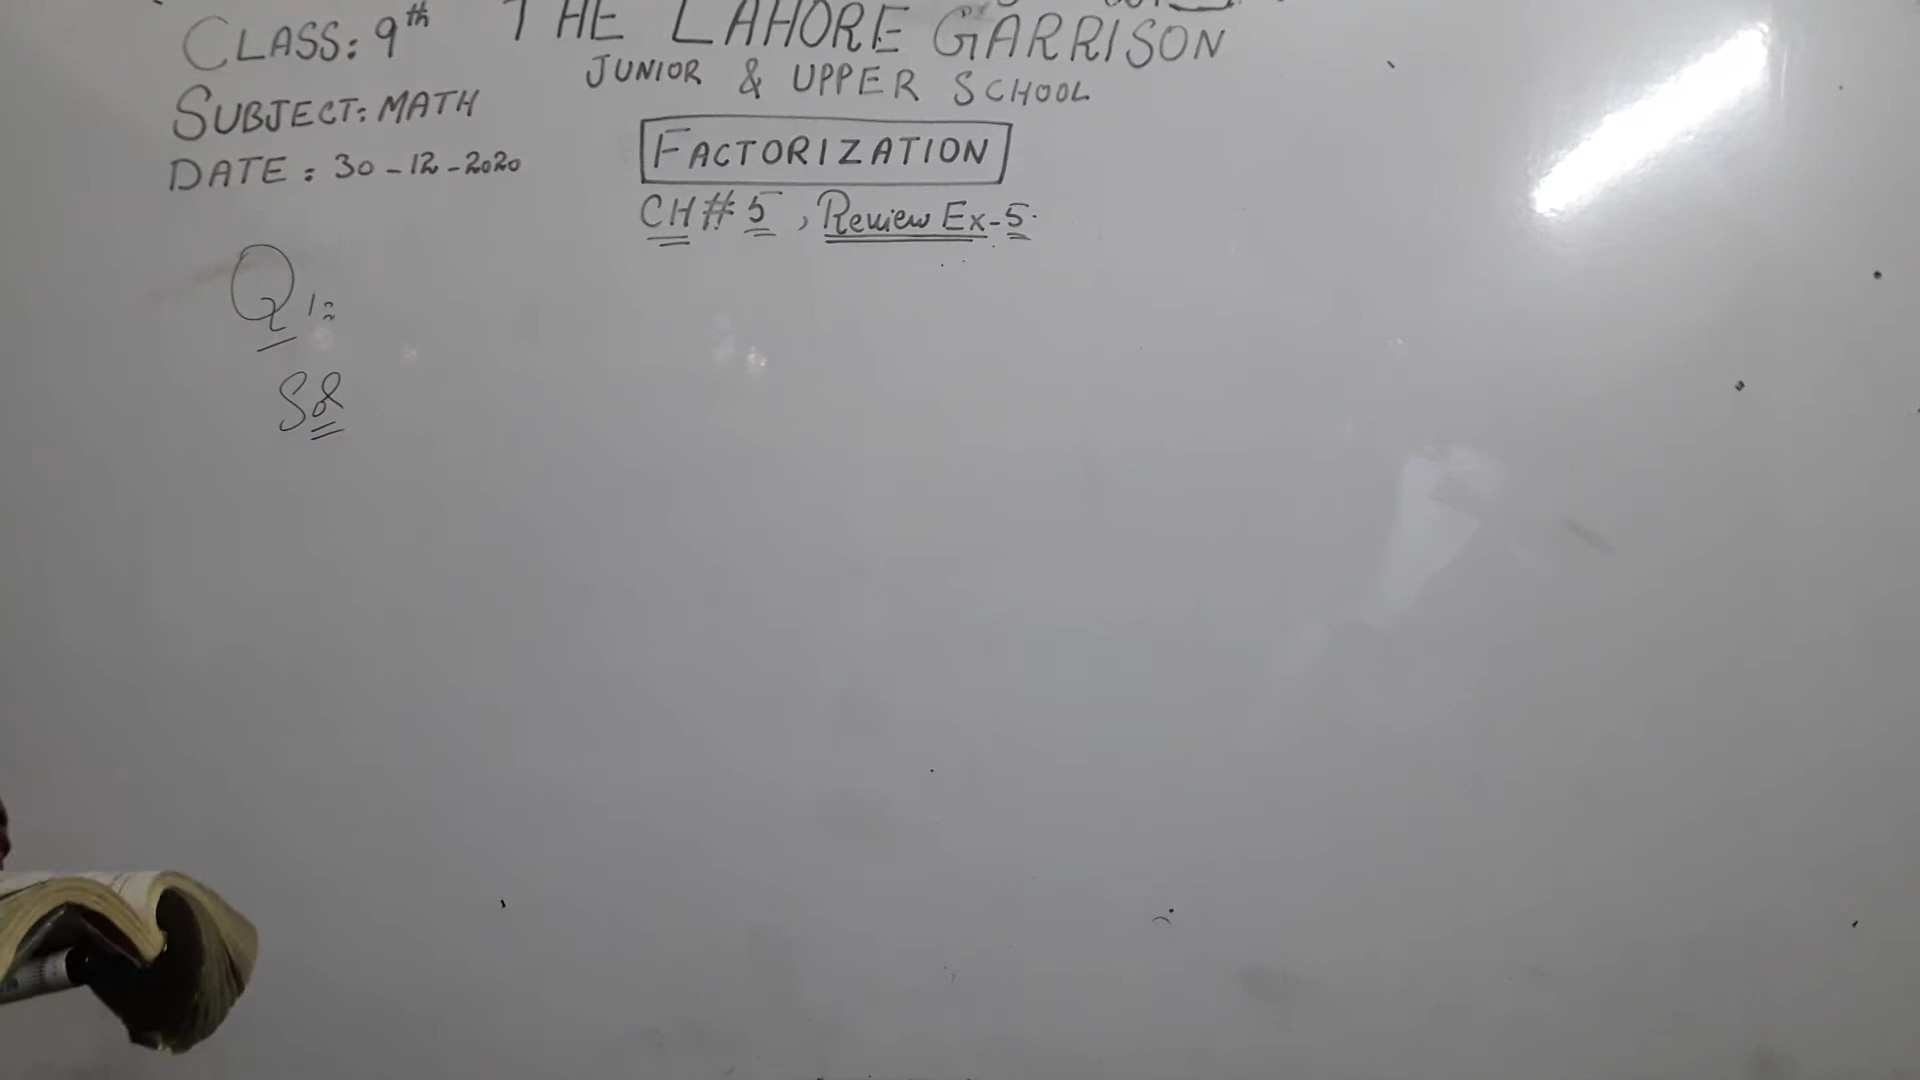 CLASS: 9th THE LAHORE GARRISON
JUNIOR & UPPER SCHOOL
SUBJECT: MATH
DATE : 30-12-2020
FACTORIZATION
CH# 5 , Review Ex-5.
Q1:
Sol